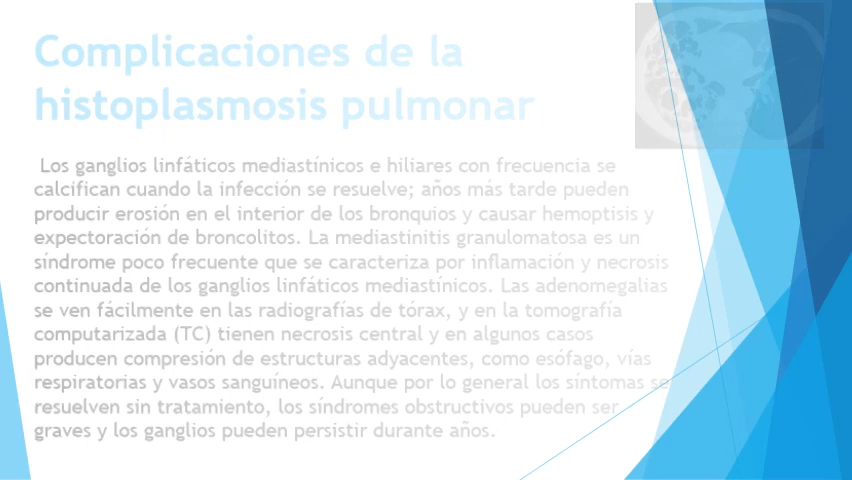 Complicaciones de la
histoplasmosis pulmonar
Los ganglios linfáticos mediastínicos e hiliares con frecuencia se
calcifican cuando la infección se resuelve; años más tarde pueden
producir erosión en el interior de los bronquios y causar hemoptisis y
expectoración de broncolitos. La mediastinitis granulomatosa es un
síndrome poco frecuente que se caracteriza por inflamación y necrosis
continuada de los ganglios linfáticos mediastínicos. Las adenomegalias
se ven fácilmente en las radiografías de tórax, y en la tomografía
computarizada (TC) tienen necrosis central y en algunos casos
producen compresión de estructuras adyacentes, como esófago, vías
respiratorias y vasos sanguíneos. Aunque por lo general los síntomas se
resuelven sin tratamiento, los síndromes obstructivos pueden ser
graves y los ganglios pueden persistir durante años.